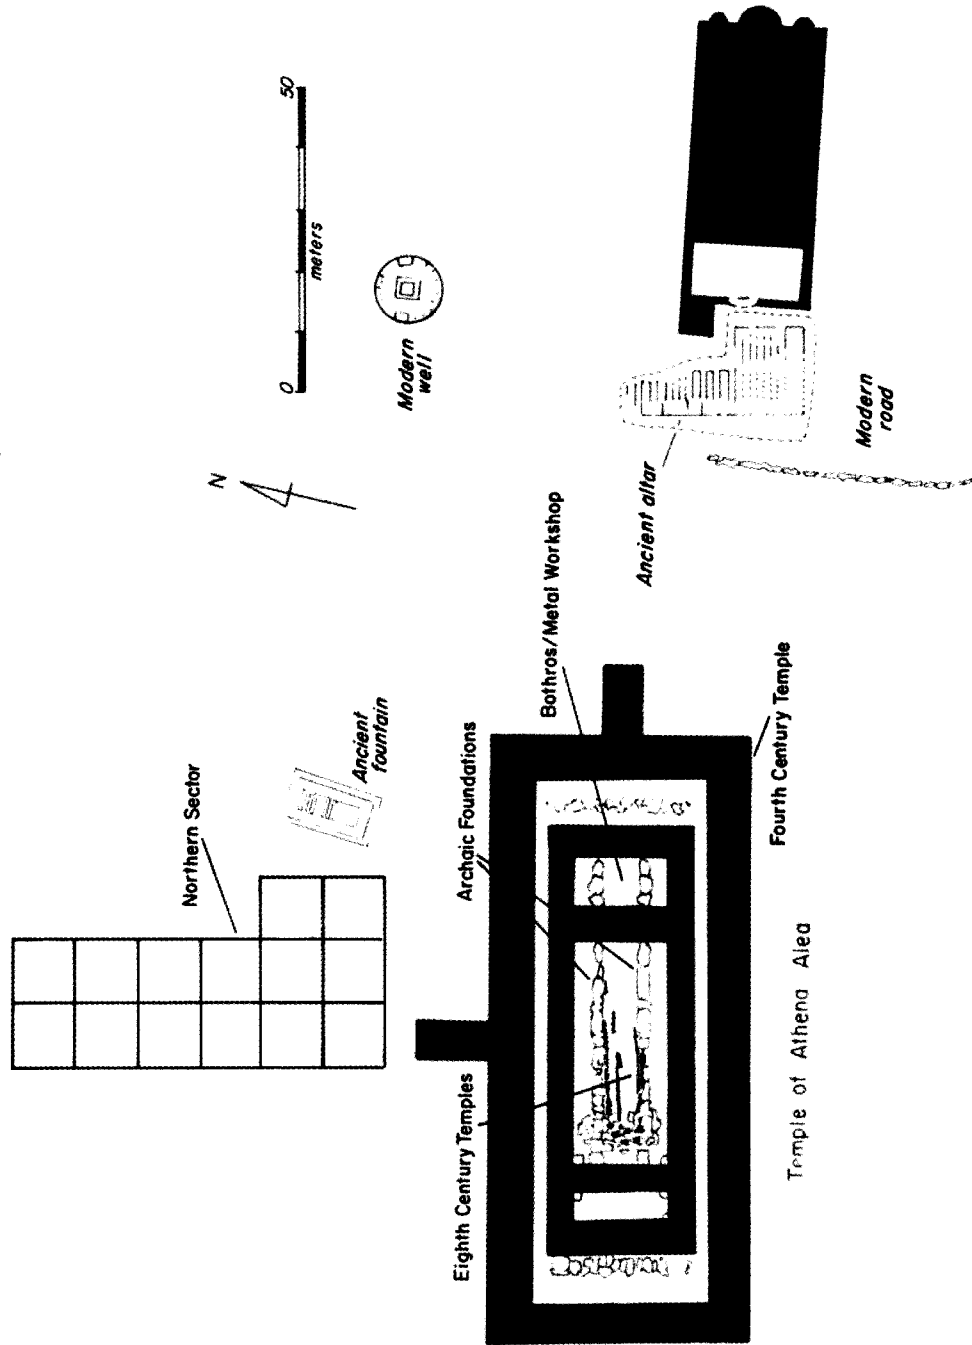 0
50
meters
Modern
well
N
Northern Sector
Ancient
fountain
Ancient altar
Modern
road
Bothros/Metal Workshop
Archaic Foundations
Eighth Century Temples
Fourth Century Temple
Temple of Athena Alea